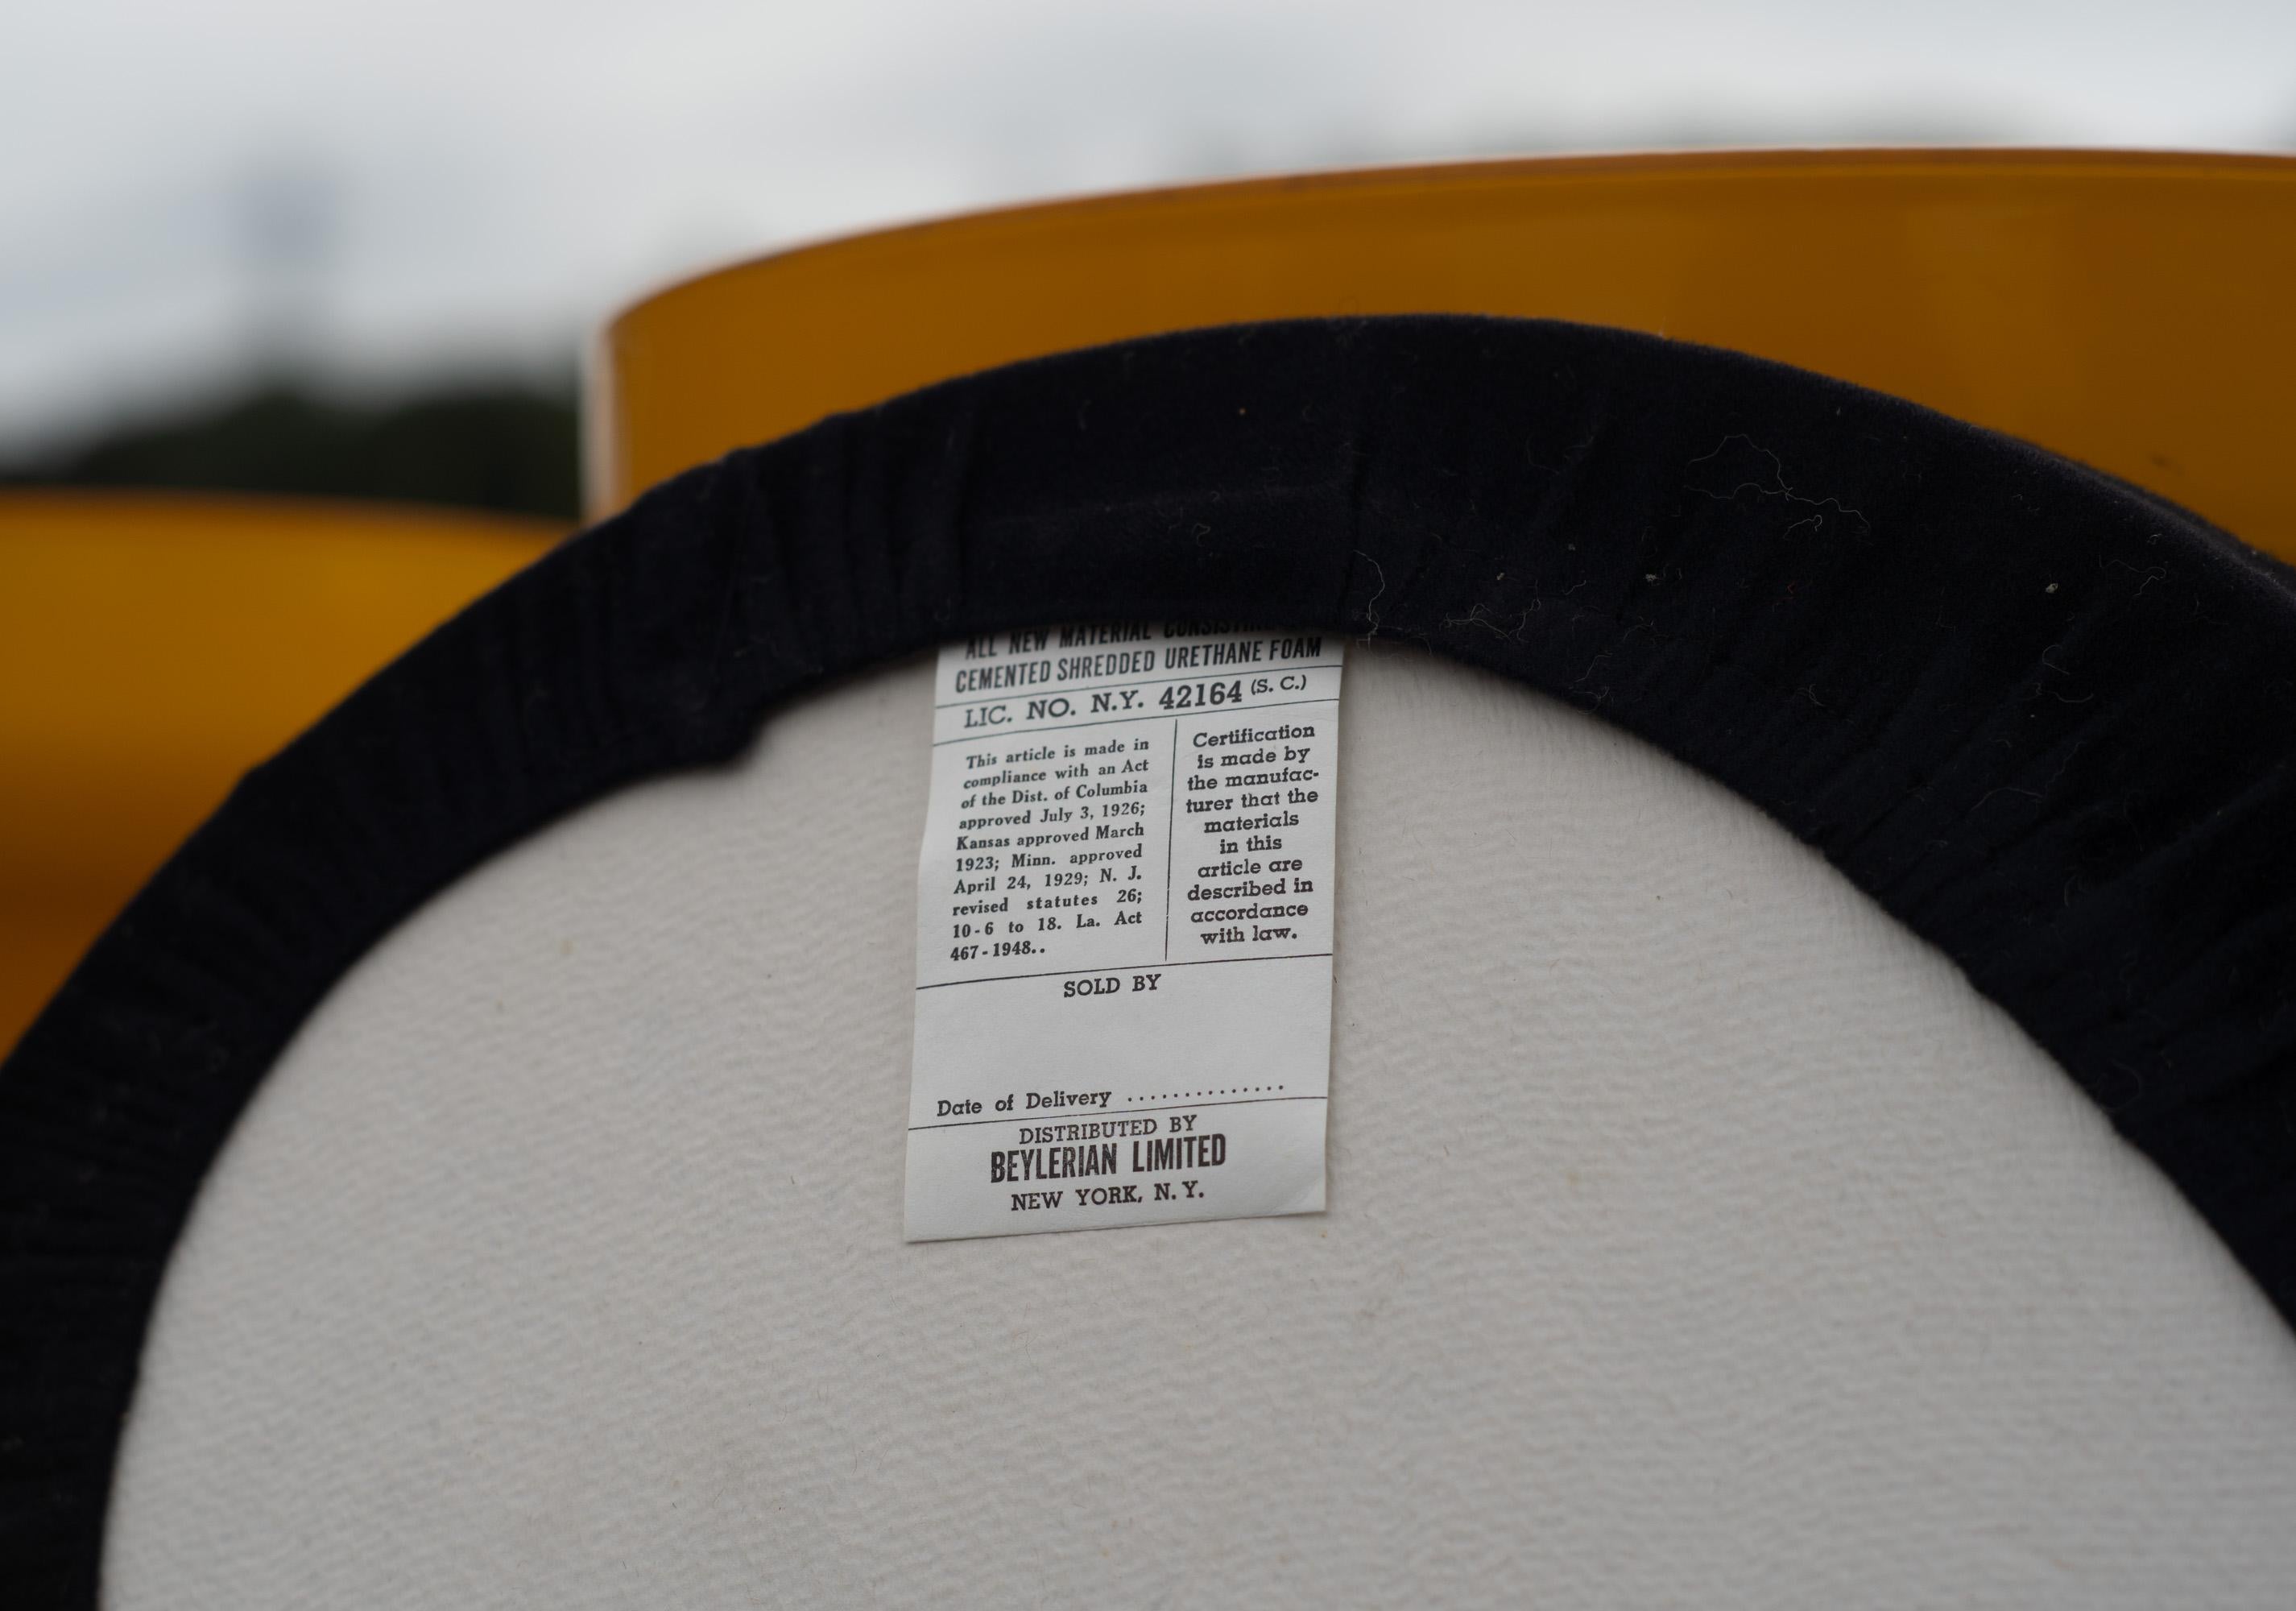 ALL NEW MATERIAL
CEMENTED SHREDDED URETHANE FOAM
LIC. NO. N.Y. 42164 (S. C.)
This article is made in
compliance with an Act
of the Dist. of Columbia
approved July 3, 1926;
Kansas approved March
1923; Minn. approved
April 24, 1929; N. J.
revised statutes 26;
10-6 to 18. La. Act
467-1948..
Certification
is made by
the manufac-
turer that the
materials
in this
article are
described in
accordance
with law.
SOLD BY
Date of Delivery ...............
DISTRIBUTED BY
BEYLERIAN LIMITED
NEW YORK, N. Y.